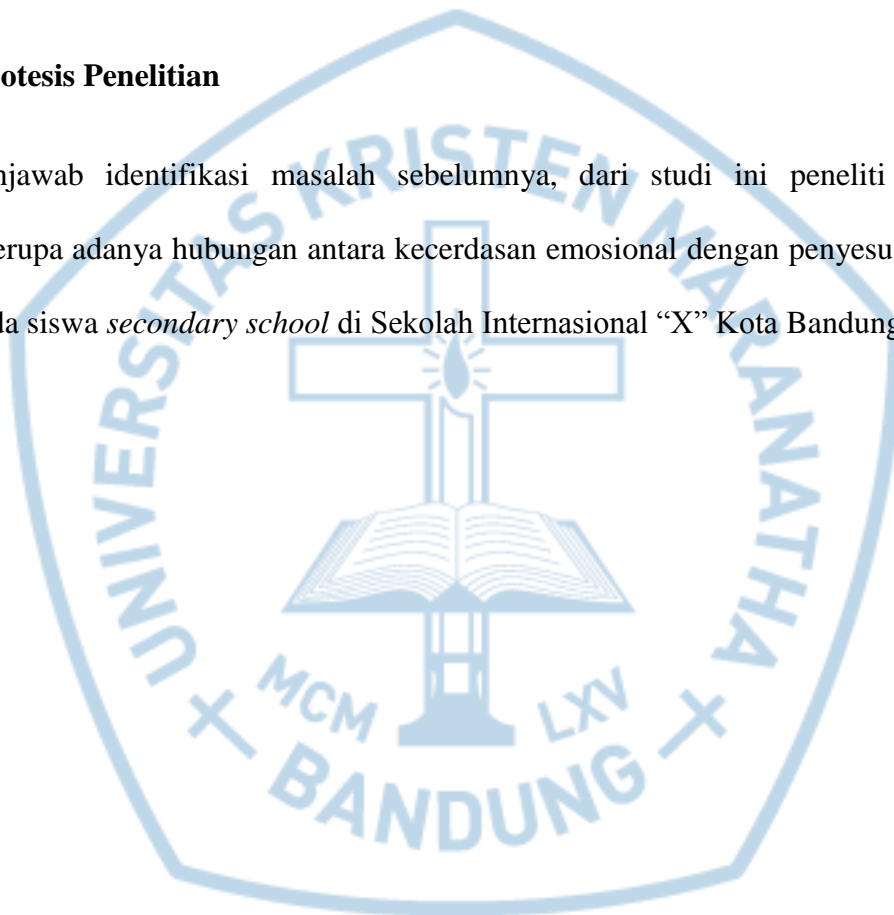 otesis Penelitian
njawab identifikasi masalah sebelumnya, dari studi ini peneliti
erupa adanya hubungan antara kecerdasan emosional dengan penyesu
da siswa secondary school di Sekolah Internasional “X” Kota Bandung
UNIVERSITAS KRISTEN MARANATHA
MCM LXV
BANDUNG